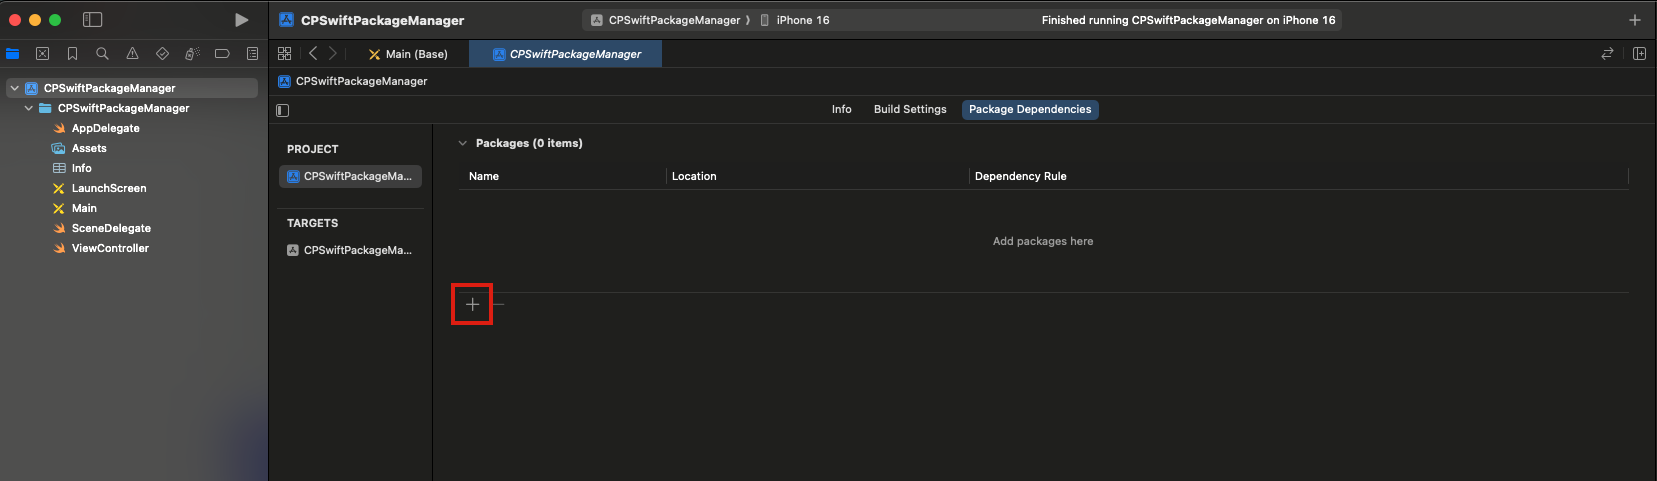 CPSwiftPackageManager
CPSwiftPackageManager ⟩ iPhone 16
Finished running CPSwiftPackageManager on iPhone 16
Main (Base)
CPSwiftPackageManager
CPSwiftPackageManager
CPSwiftPackageManager
CPSwiftPackageManager
AppDelegate
Assets
Info
LaunchScreen
Main
SceneDelegate
ViewController
Info
Build Settings
Package Dependencies
PROJECT
CPSwiftPackageMa...
TARGETS
CPSwiftPackageMa...
Packages (0 items)
Name
Location
Dependency Rule
Add packages here